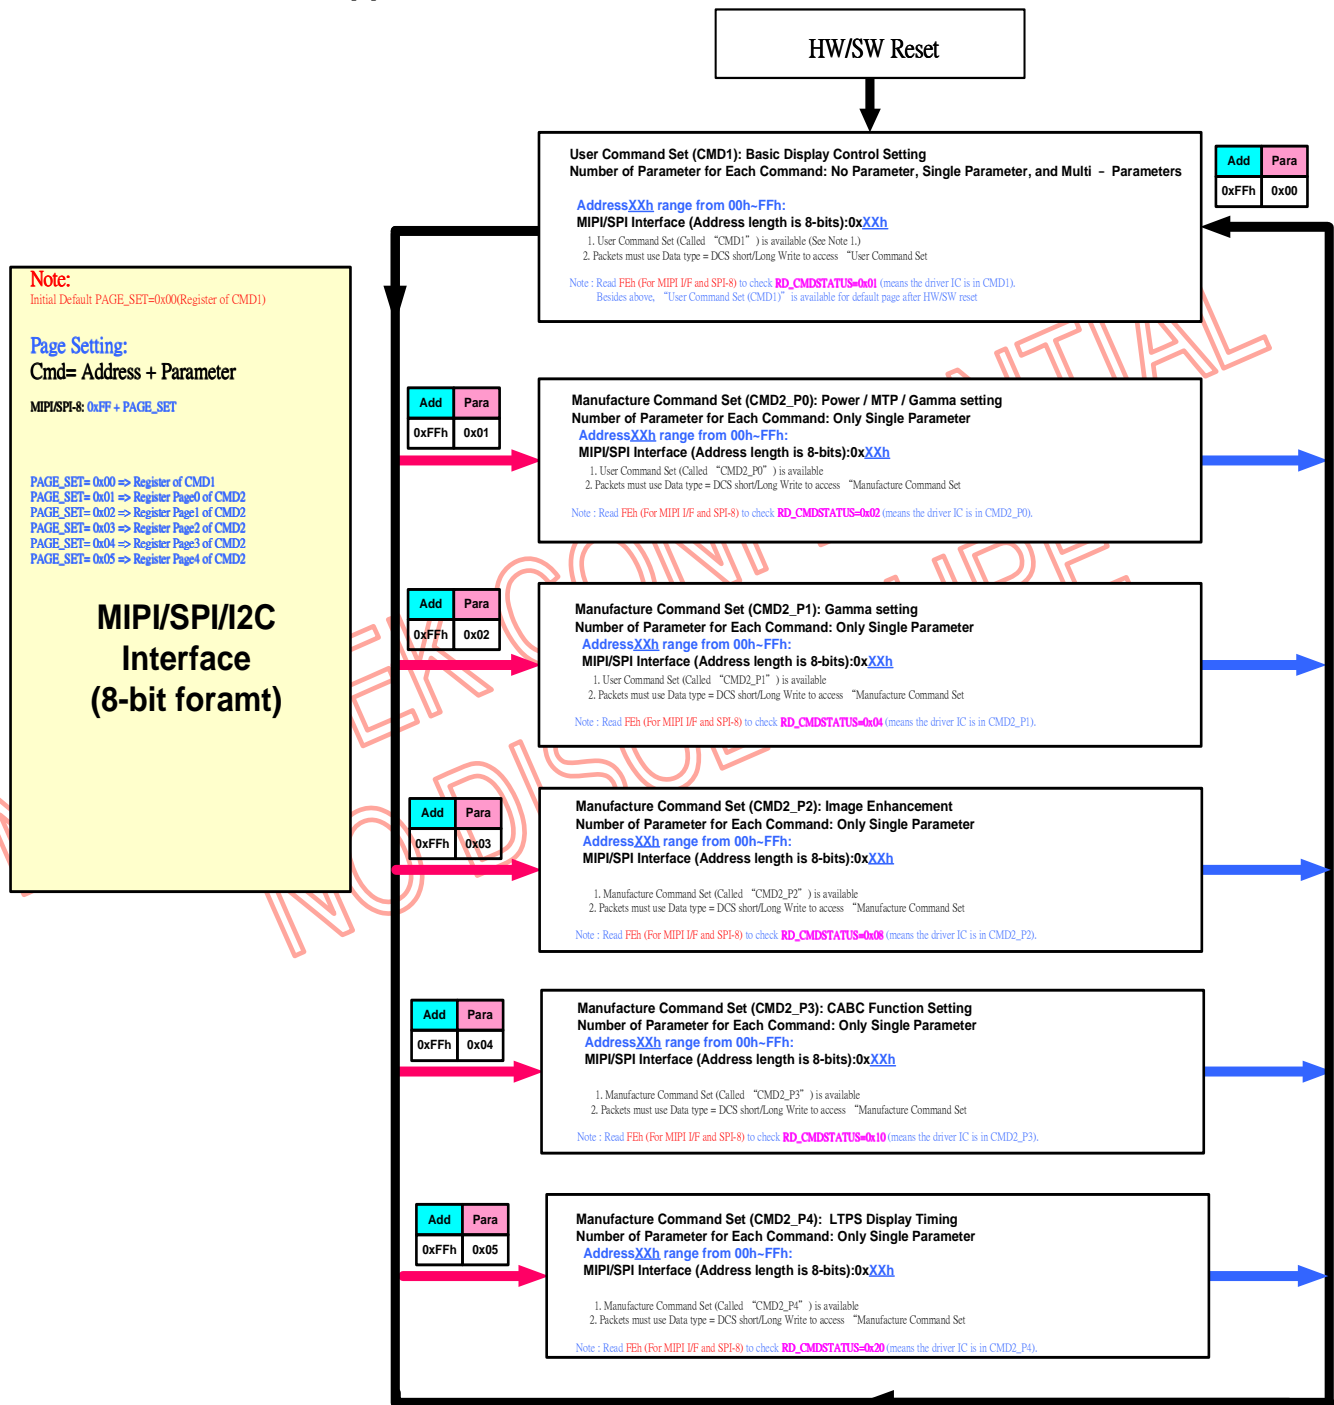 HW/SW Reset
User Command Set (CMD1): Basic Display Control Setting
Number of Parameter for Each Command: No Parameter, Single Parameter, and Multi – Parameters
AddressXXh range from 00h~FFh:
MIPI/SPI Interface (Address length is 8-bits):0xXXh
1. User Command Set (Called “CMD1”) is available (See Note 1.)
2. Packets must use Data type = DCS short/Long Write to access “User Command Set
Note : Read FEh (For MIPI I/F and SPI-8) to check RD_CMDSTATUS=0x01 (means the driver IC is in CMD1).
Besides above, “User Command Set (CMD1)” is available for default page after HW/SW reset
Add Para
0xFFh 0x00
Note:
Initial Default PAGE_SET=0x00(Register of CMD1)
Page Setting:
Cmd= Address + Parameter
MIPI/SPI-8: 0xFF + PAGE_SET
PAGE_SET= 0x00 => Register of CMD1
PAGE_SET= 0x01 => Register Page0 of CMD2
PAGE_SET= 0x02 => Register Page1 of CMD2
PAGE_SET= 0x03 => Register Page2 of CMD2
PAGE_SET= 0x04 => Register Page3 of CMD2
PAGE_SET= 0x05 => Register Page4 of CMD2
MIPI/SPI/I2C
Interface
(8-bit foramt)
Add Para
0xFFh 0x01
Manufacture Command Set (CMD2_P0): Power / MTP / Gamma setting
Number of Parameter for Each Command: Only Single Parameter
AddressXXh range from 00h~FFh:
MIPI/SPI Interface (Address length is 8-bits):0xXXh
1. User Command Set (Called “CMD2_P0”) is available
2. Packets must use Data type = DCS short/Long Write to access “Manufacture Command Set
Note : Read FEh (For MIPI I/F and SPI-8) to check RD_CMDSTATUS=0x02 (means the driver IC is in CMD2_P0).
Add Para
0xFFh 0x02
Manufacture Command Set (CMD2_P1): Gamma setting
Number of Parameter for Each Command: Only Single Parameter
AddressXXh range from 00h~FFh:
MIPI/SPI Interface (Address length is 8-bits):0xXXh
1. User Command Set (Called “CMD2_P1”) is available
2. Packets must use Data type = DCS short/Long Write to access “Manufacture Command Set
Note : Read FEh (For MIPI I/F and SPI-8) to check RD_CMDSTATUS=0x04 (means the driver IC is in CMD2_P1).
Add Para
0xFFh 0x03
Manufacture Command Set (CMD2_P2): Image Enhancement
Number of Parameter for Each Command: Only Single Parameter
AddressXXh range from 00h~FFh:
MIPI/SPI Interface (Address length is 8-bits):0xXXh
1. Manufacture Command Set (Called “CMD2_P2”) is available
2. Packets must use Data type = DCS short/Long Write to access “Manufacture Command Set
Note : Read FEh (For MIPI I/F and SPI-8) to check RD_CMDSTATUS=0x08 (means the driver IC is in CMD2_P2).
Add Para
0xFFh 0x04
Manufacture Command Set (CMD2_P3): CABC Function Setting
Number of Parameter for Each Command: Only Single Parameter
AddressXXh range from 00h~FFh:
MIPI/SPI Interface (Address length is 8-bits):0xXXh
1. Manufacture Command Set (Called “CMD2_P3”) is available
2. Packets must use Data type = DCS short/Long Write to access “Manufacture Command Set
Note : Read FEh (For MIPI I/F and SPI-8) to check RD_CMDSTATUS=0x10 (means the driver IC is in CMD2_P3).
Add Para
0xFFh 0x05
Manufacture Command Set (CMD2_P4): LTPS Display Timing
Number of Parameter for Each Command: Only Single Parameter
AddressXXh range from 00h~FFh:
MIPI/SPI Interface (Address length is 8-bits):0xXXh
1. Manufacture Command Set (Called “CMD2_P4”) is available
2. Packets must use Data type = DCS short/Long Write to access “Manufacture Command Set
Note : Read FEh (For MIPI I/F and SPI-8) to check RD_CMDSTATUS=0x20 (means the driver IC is in CMD2_P4).